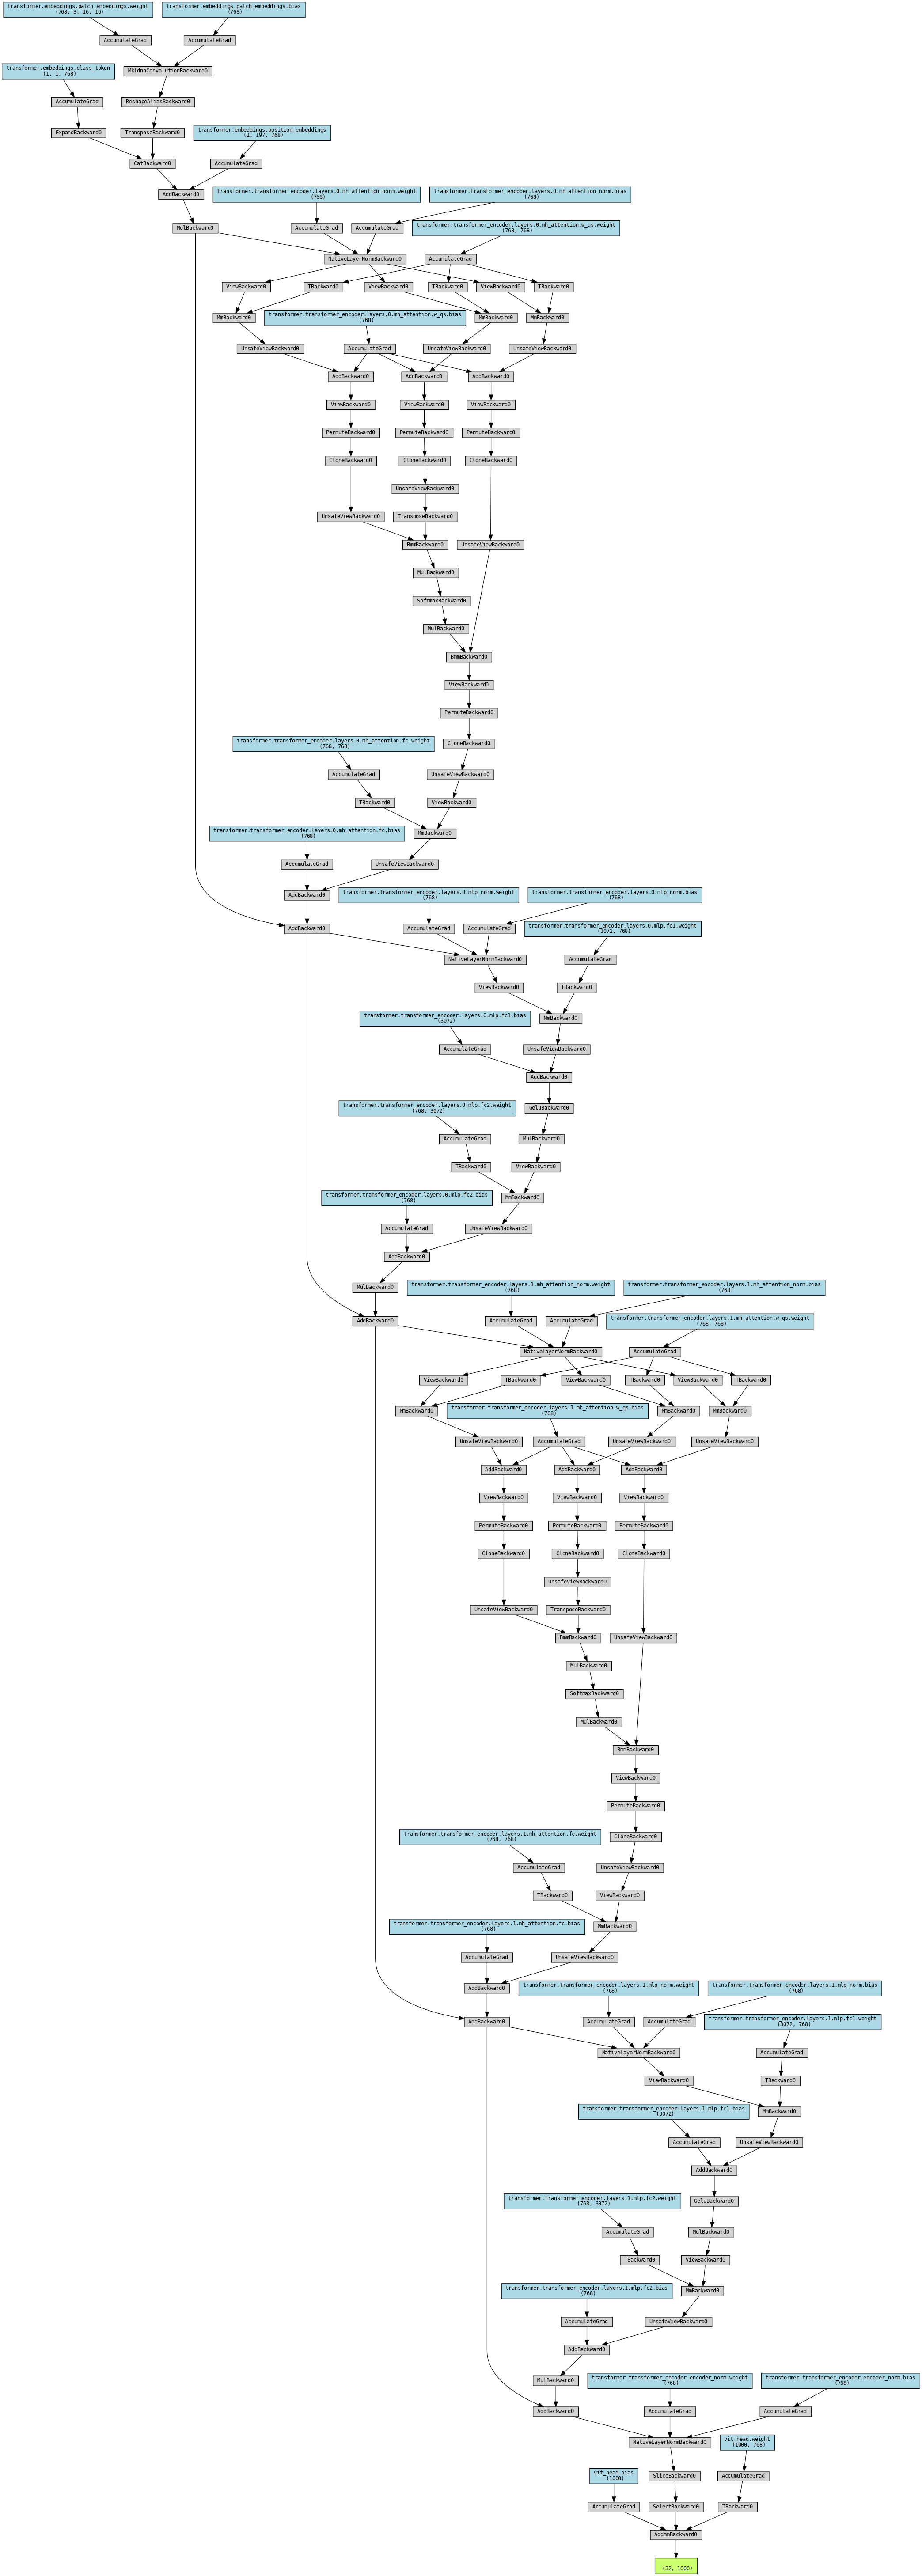 transformer.embeddings.patch_embeddings.weight
(768, 3, 16, 16)
transformer.embeddings.patch_embeddings.bias
(768)
AccumulateGrad
AccumulateGrad
transformer.embeddings.class_token
(1, 1, 768)
MkldnnConvolutionBackward0
AccumulateGrad
ReshapeAliasBackward0
transformer.embeddings.position_embeddings
(1, 197, 768)
ExpandBackward0
TransposeBackward0
CatBackward0
AccumulateGrad
AddBackward0
transformer.transformer_encoder.layers.0.mh_attention_norm.weight
(768)
transformer.transformer_encoder.layers.0.mh_attention_norm.bias
(768)
MulBackward0
AccumulateGrad
AccumulateGrad
transformer.transformer_encoder.layers.0.mh_attention.w_qs.weight
(768, 768)
NativeLayerNormBackward0
AccumulateGrad
ViewBackward0
TBackward0
ViewBackward0
TBackward0
ViewBackward0
TBackward0
MmBackward0
transformer.transformer_encoder.layers.0.mh_attention.w_qs.bias
(768)
MmBackward0
MmBackward0
UnsafeViewBackward0
AccumulateGrad
UnsafeViewBackward0
UnsafeViewBackward0
AddBackward0
AddBackward0
AddBackward0
ViewBackward0
ViewBackward0
ViewBackward0
PermuteBackward0
PermuteBackward0
PermuteBackward0
CloneBackward0
CloneBackward0
CloneBackward0
UnsafeViewBackward0
UnsafeViewBackward0
TransposeBackward0
BmmBackward0
UnsafeViewBackward0
MulBackward0
SoftmaxBackward0
MulBackward0
BmmBackward0
ViewBackward0
PermuteBackward0
transformer.transformer_encoder.layers.0.mh_attention.fc.weight
(768, 768)
CloneBackward0
AccumulateGrad
UnsafeViewBackward0
TBackward0
ViewBackward0
transformer.transformer_encoder.layers.0.mh_attention.fc.bias
(768)
MmBackward0
AccumulateGrad
UnsafeViewBackward0
AddBackward0
transformer.transformer_encoder.layers.0.mlp_norm.weight
(768)
transformer.transformer_encoder.layers.0.mlp_norm.bias
(768)
AddBackward0
AccumulateGrad
AccumulateGrad
transformer.transformer_encoder.layers.0.mlp.fc1.weight
(3072, 768)
NativeLayerNormBackward0
AccumulateGrad
ViewBackward0
TBackward0
transformer.transformer_encoder.layers.0.mlp.fc1.bias
(3072)
MmBackward0
AccumulateGrad
UnsafeViewBackward0
AddBackward0
transformer.transformer_encoder.layers.0.mlp.fc2.weight
(768, 3072)
GeluBackward0
AccumulateGrad
MulBackward0
TBackward0
ViewBackward0
transformer.transformer_encoder.layers.0.mlp.fc2.bias
(768)
MmBackward0
AccumulateGrad
UnsafeViewBackward0
AddBackward0
MulBackward0
transformer.transformer_encoder.layers.1.mh_attention_norm.weight
(768)
transformer.transformer_encoder.layers.1.mh_attention_norm.bias
(768)
AddBackward0
AccumulateGrad
AccumulateGrad
transformer.transformer_encoder.layers.1.mh_attention.w_qs.weight
(768, 768)
NativeLayerNormBackward0
AccumulateGrad
ViewBackward0
TBackward0
ViewBackward0
TBackward0
ViewBackward0
TBackward0
MmBackward0
transformer.transformer_encoder.layers.1.mh_attention.w_qs.bias
(768)
MmBackward0
MmBackward0
UnsafeViewBackward0
AccumulateGrad
UnsafeViewBackward0
UnsafeViewBackward0
AddBackward0
AddBackward0
AddBackward0
ViewBackward0
ViewBackward0
ViewBackward0
PermuteBackward0
PermuteBackward0
PermuteBackward0
CloneBackward0
CloneBackward0
CloneBackward0
UnsafeViewBackward0
UnsafeViewBackward0
TransposeBackward0
BmmBackward0
UnsafeViewBackward0
MulBackward0
SoftmaxBackward0
MulBackward0
BmmBackward0
ViewBackward0
PermuteBackward0
transformer.transformer_encoder.layers.1.mh_attention.fc.weight
(768, 768)
CloneBackward0
AccumulateGrad
UnsafeViewBackward0
TBackward0
ViewBackward0
transformer.transformer_encoder.layers.1.mh_attention.fc.bias
(768)
MmBackward0
AccumulateGrad
UnsafeViewBackward0
AddBackward0
transformer.transformer_encoder.layers.1.mlp_norm.weight
(768)
transformer.transformer_encoder.layers.1.mlp_norm.bias
(768)
AddBackward0
AccumulateGrad
AccumulateGrad
transformer.transformer_encoder.layers.1.mlp.fc1.weight
(3072, 768)
NativeLayerNormBackward0
AccumulateGrad
ViewBackward0
TBackward0
transformer.transformer_encoder.layers.1.mlp.fc1.bias
(3072)
MmBackward0
AccumulateGrad
UnsafeViewBackward0
AddBackward0
transformer.transformer_encoder.layers.1.mlp.fc2.weight
(768, 3072)
GeluBackward0
AccumulateGrad
MulBackward0
TBackward0
ViewBackward0
transformer.transformer_encoder.layers.1.mlp.fc2.bias
(768)
MmBackward0
AccumulateGrad
UnsafeViewBackward0
AddBackward0
MulBackward0
transformer.transformer_encoder.encoder_norm.weight
(768)
transformer.transformer_encoder.encoder_norm.bias
(768)
AddBackward0
AccumulateGrad
AccumulateGrad
NativeLayerNormBackward0
vit_head.weight
(1000, 768)
vit_head.bias
(1000)
SliceBackward0
AccumulateGrad
AccumulateGrad
SelectBackward0
TBackward0
AddmmBackward0
(32, 1000)